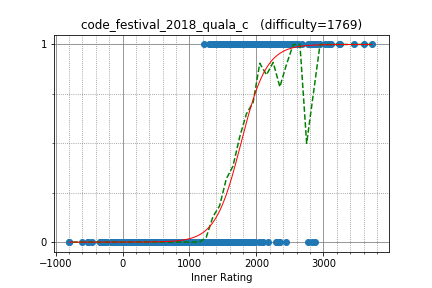 code_festival_2018_quala_c (difficulty=1769)
1
0
−1000 0 1000 2000 3000
Inner Rating